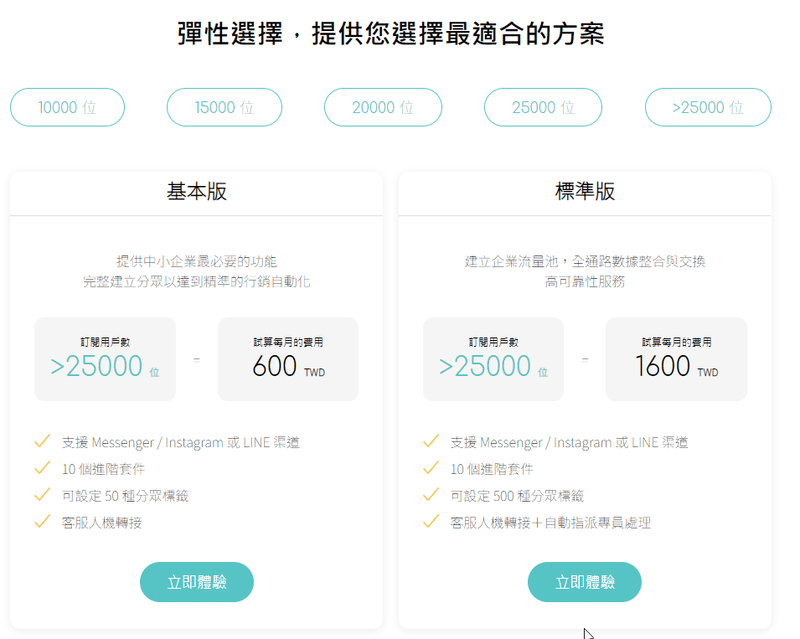 彈性選擇，提供您選擇最適合的方案
10000 位
15000 位
20000 位
25000 位
>25000 位
基本版
提供中小企業最必要的功能
完整建立分眾以達到精準的行銷自動化
訂閱用戶數
>25000 位
=
試算每月的費用
600 TWD
支援 Messenger / Instagram 或 LINE 渠道
10 個進階套件
可設定 50 種分眾標籤
客服人機轉接
立即體驗
標準版
建立企業流量池，全通路數據整合與交換
高可靠性服務
訂閱用戶數
>25000 位
=
試算每月的費用
1600 TWD
支援 Messenger / Instagram 或 LINE 渠道
10 個進階套件
可設定 500 種分眾標籤
客服人機轉接＋自動指派專員處理
立即體驗